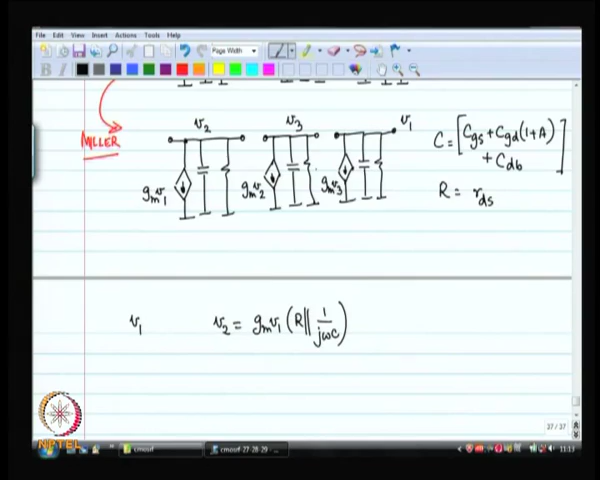 File Edit View Insert Actions Tools Help
Page Width
MILLER
v₂ v₃ v₁
gₘv₁ gₘv₂ gₘv₃
C = [Cgs + Cgd(1+A) + Cdb]
R = rds
v₁ v₂ = gₘv₁ (R || 1/jωC)
37/37
NPTEL
cmosrf
cmosrf-27-28-29 - ...
11:13